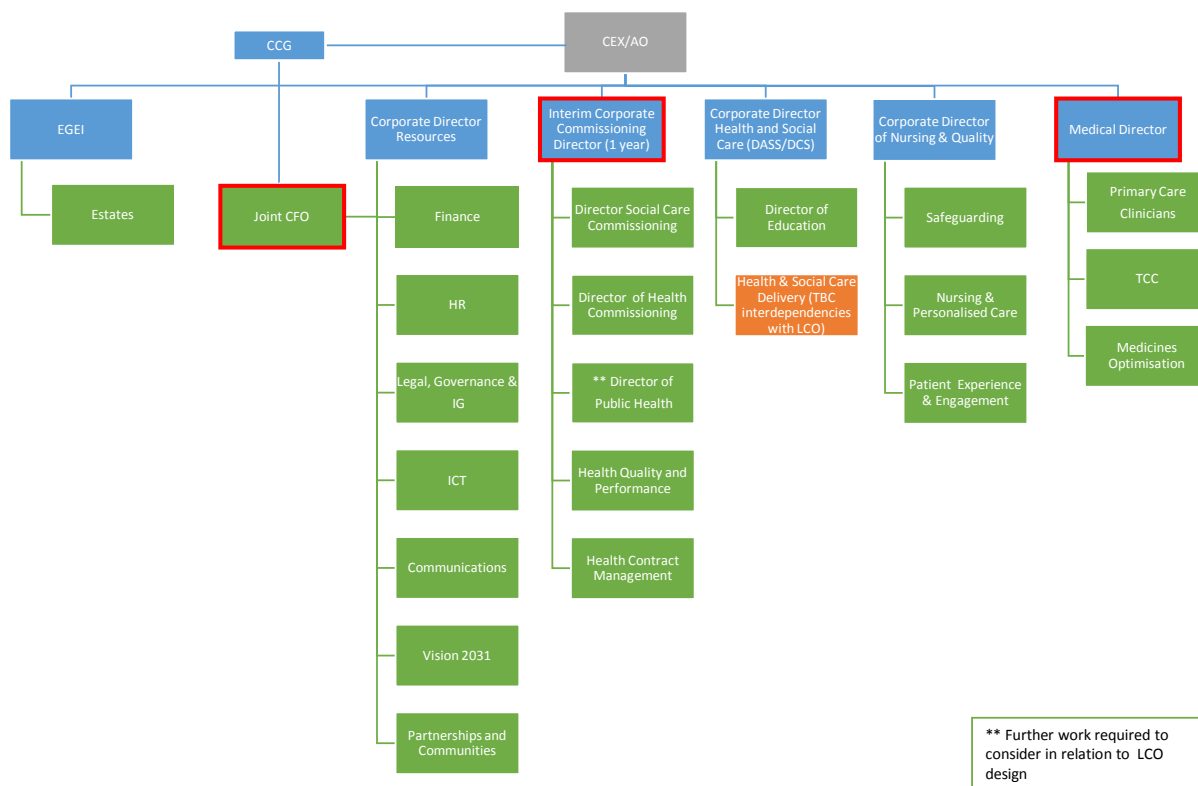 CCG
CEX/AO
EGEI
Corporate Director
Resources
Interim Corporate
Commissioning
Director (1 year)
Corporate Director
Health and Social
Care (DASS/DCS)
Corporate Director
of Nursing & Quality
Medical Director
Estates
Joint CFO
Finance
HR
Legal, Governance &
IG
ICT
Communications
Vision 2031
Partnerships and
Communities
Director Social Care
Commissioning
Director of Health
Commissioning
** Director of
Public Health
Health Quality and
Performance
Health Contract
Management
Director of
Education
Health & Social Care
Delivery (TBC
interdependencies
with LCO)
Safeguarding
Nursing &
Personalised Care
Patient Experience
& Engagement
Primary Care
Clinicians
TCC
Medicines
Optimisation
** Further work required to
consider in relation to LCO
design